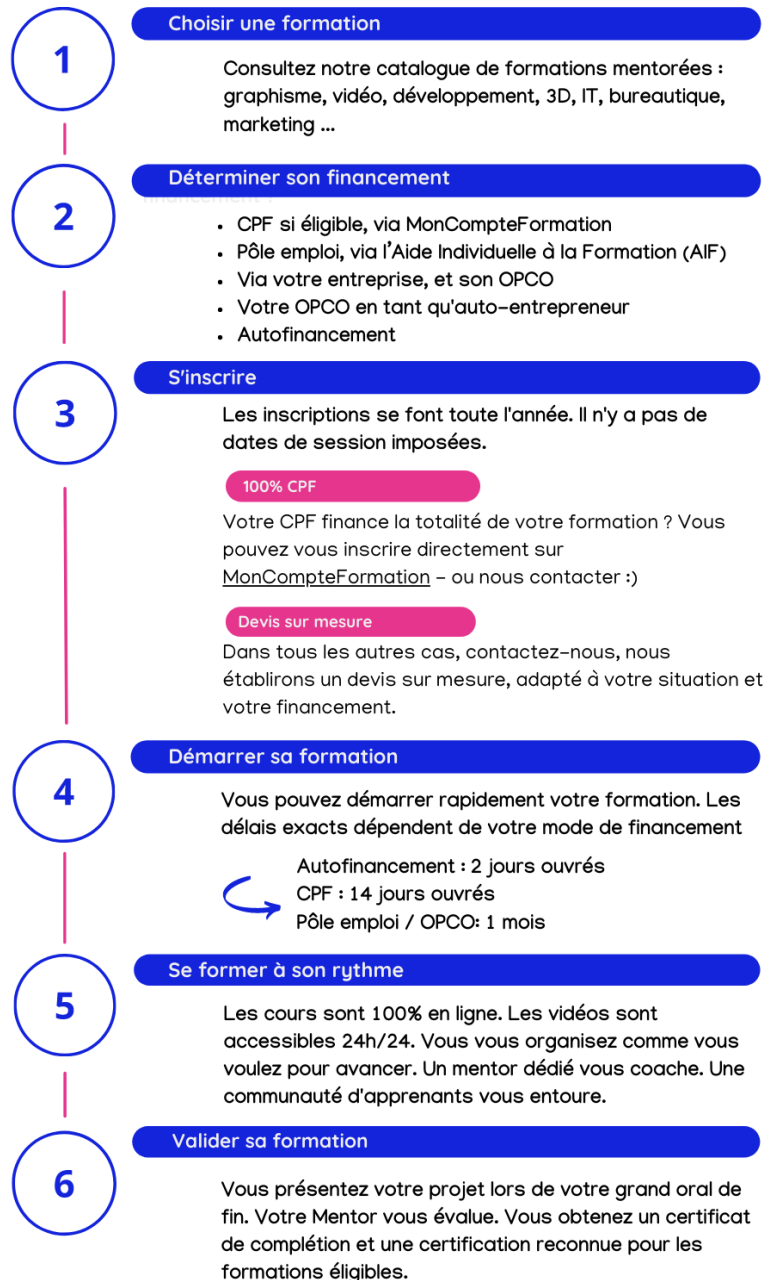 1
Choisir une formation
Consultez notre catalogue de formations mentorées :
graphisme, vidéo, développement, 3D, IT, bureautique,
marketing ...
2
Déterminer son financement
financement ?
• CPF si éligible, via MonCompteFormation
• Pôle emploi, via l’Aide Individuelle à la Formation (AIF)
• Via votre entreprise, et son OPCO
• Votre OPCO en tant qu'auto-entrepreneur
• Autofinancement
3
S'inscrire
Les inscriptions se font toute l'année. Il n'y a pas de
dates de session imposées.
100% CPF
Votre CPF finance la totalité de votre formation ? Vous
pouvez vous inscrire directement sur
MonCompteFormation - ou nous contacter :)
Devis sur mesure
Dans tous les autres cas, contactez-nous, nous
établirons un devis sur mesure, adapté à votre situation et
votre financement.
4
Démarrer sa formation
Vous pouvez démarrer rapidement votre formation. Les
délais exacts dépendent de votre mode de financement
Autofinancement : 2 jours ouvrés
CPF : 14 jours ouvrés
Pôle emploi / OPCO: 1 mois
5
Se former à son rythme
Les cours sont 100% en ligne. Les vidéos sont
accessibles 24h/24. Vous vous organisez comme vous
voulez pour avancer. Un mentor dédié vous coache. Une
communauté d'apprenants vous entoure.
6
Valider sa formation
Vous présentez votre projet lors de votre grand oral de
fin. Votre Mentor vous évalue. Vous obtenez un certificat
de complétion et une certification reconnue pour les
formations éligibles.